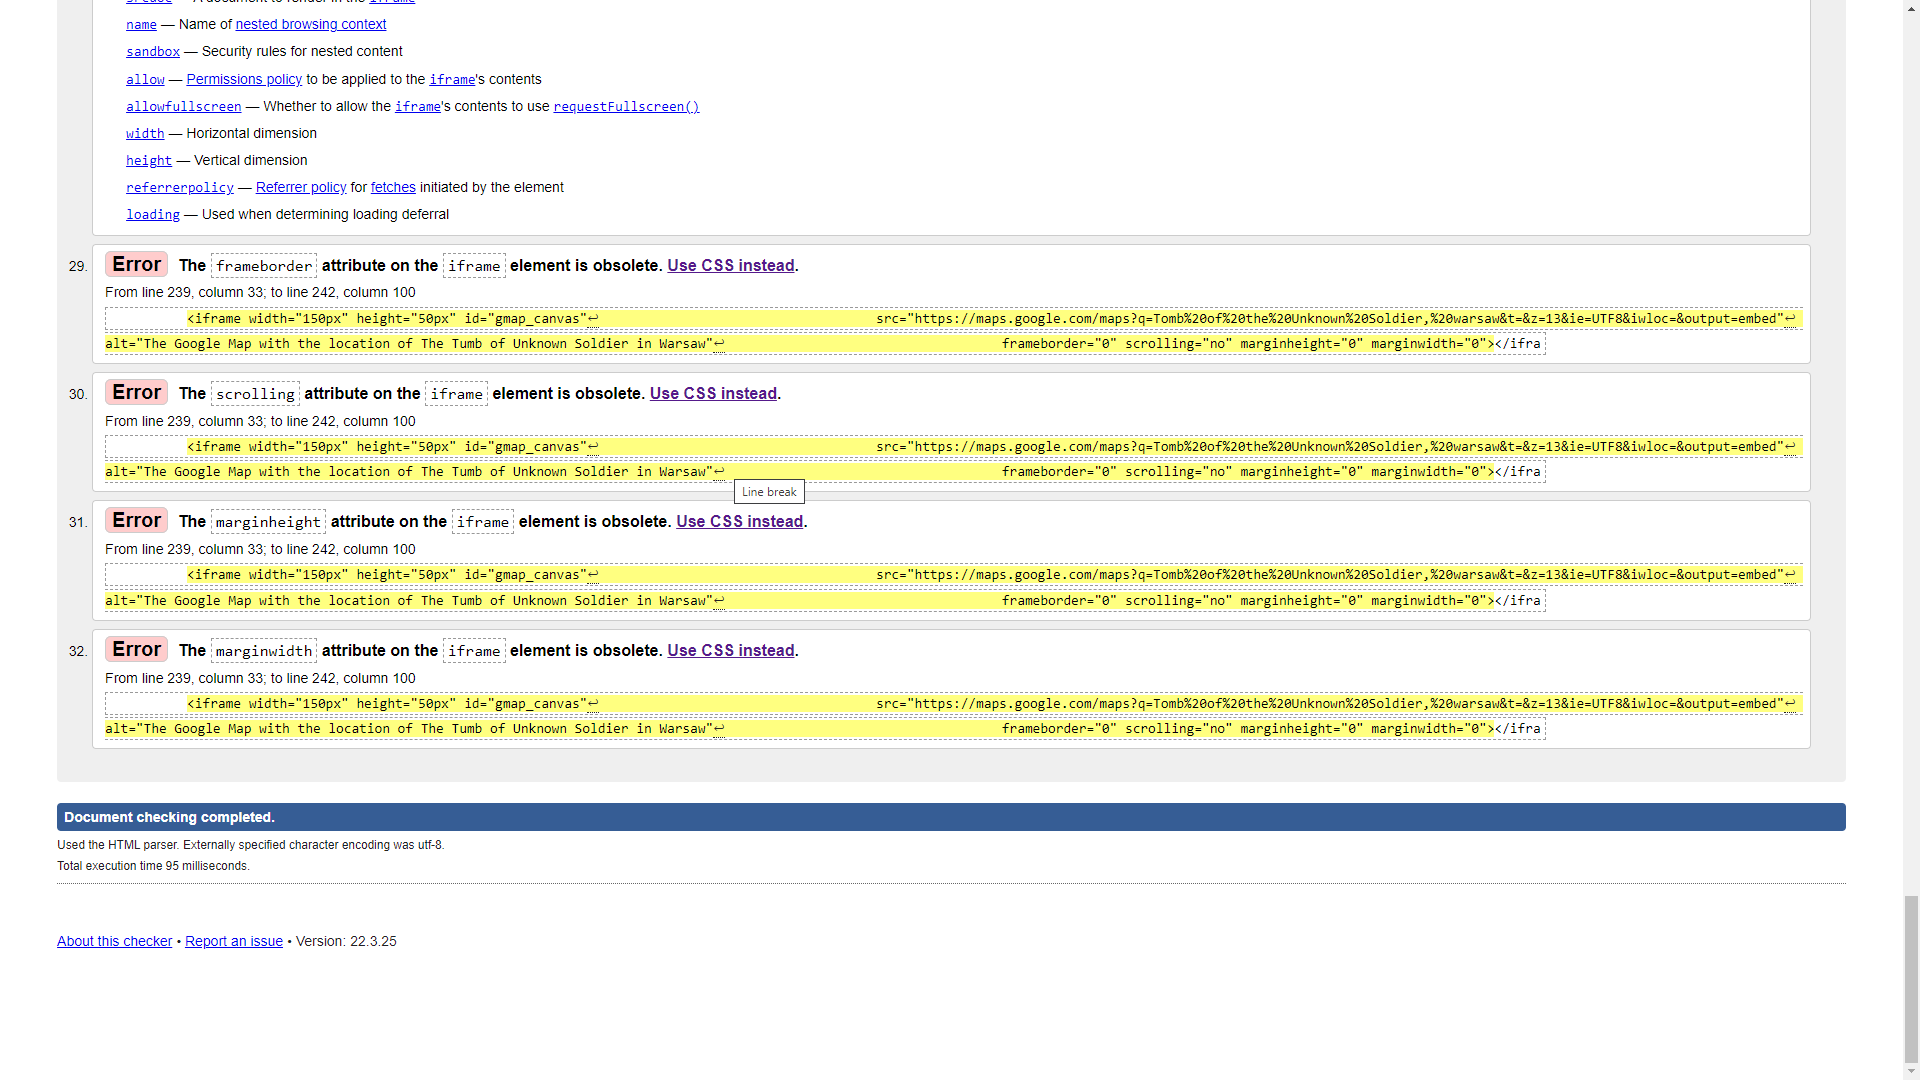 srcdoc — A document to render in the iframe
name — Name of nested browsing context
sandbox — Security rules for nested content
allow — Permissions policy to be applied to the iframe's contents
allowfullscreen — Whether to allow the iframe's contents to use requestFullscreen()
width — Horizontal dimension
height — Vertical dimension
referrerpolicy — Referrer policy for fetches initiated by the element
loading — Used when determining loading deferral
29. Error The frameborder attribute on the iframe element is obsolete. Use CSS instead.
From line 239, column 33; to line 242, column 100
<iframe width="150px" height="50px" id="gmap_canvas"↩ src="https://maps.google.com/maps?q=Tomb%20of%20the%20Unknown%20Soldier,%20warsaw&t=&z=13&ie=UTF8&iwloc=&output=embed"↩
alt="The Google Map with the location of The Tumb of Unknown Soldier in Warsaw"↩ frameborder="0" scrolling="no" marginheight="0" marginwidth="0"></ifra
30. Error The scrolling attribute on the iframe element is obsolete. Use CSS instead.
From line 239, column 33; to line 242, column 100
<iframe width="150px" height="50px" id="gmap_canvas"↩ src="https://maps.google.com/maps?q=Tomb%20of%20the%20Unknown%20Soldier,%20warsaw&t=&z=13&ie=UTF8&iwloc=&output=embed"↩
alt="The Google Map with the location of The Tumb of Unknown Soldier in Warsaw"↩ frameborder="0" scrolling="no" marginheight="0" marginwidth="0"></ifra
Line break
31. Error The marginheight attribute on the iframe element is obsolete. Use CSS instead.
From line 239, column 33; to line 242, column 100
<iframe width="150px" height="50px" id="gmap_canvas"↩ src="https://maps.google.com/maps?q=Tomb%20of%20the%20Unknown%20Soldier,%20warsaw&t=&z=13&ie=UTF8&iwloc=&output=embed"↩
alt="The Google Map with the location of The Tumb of Unknown Soldier in Warsaw"↩ frameborder="0" scrolling="no" marginheight="0" marginwidth="0"></ifra
32. Error The marginwidth attribute on the iframe element is obsolete. Use CSS instead.
From line 239, column 33; to line 242, column 100
<iframe width="150px" height="50px" id="gmap_canvas"↩ src="https://maps.google.com/maps?q=Tomb%20of%20the%20Unknown%20Soldier,%20warsaw&t=&z=13&ie=UTF8&iwloc=&output=embed"↩
alt="The Google Map with the location of The Tumb of Unknown Soldier in Warsaw"↩ frameborder="0" scrolling="no" marginheight="0" marginwidth="0"></ifra
Document checking completed.
Used the HTML parser. Externally specified character encoding was utf-8.
Total execution time 95 milliseconds.
About this checker • Report an issue • Version: 22.3.25